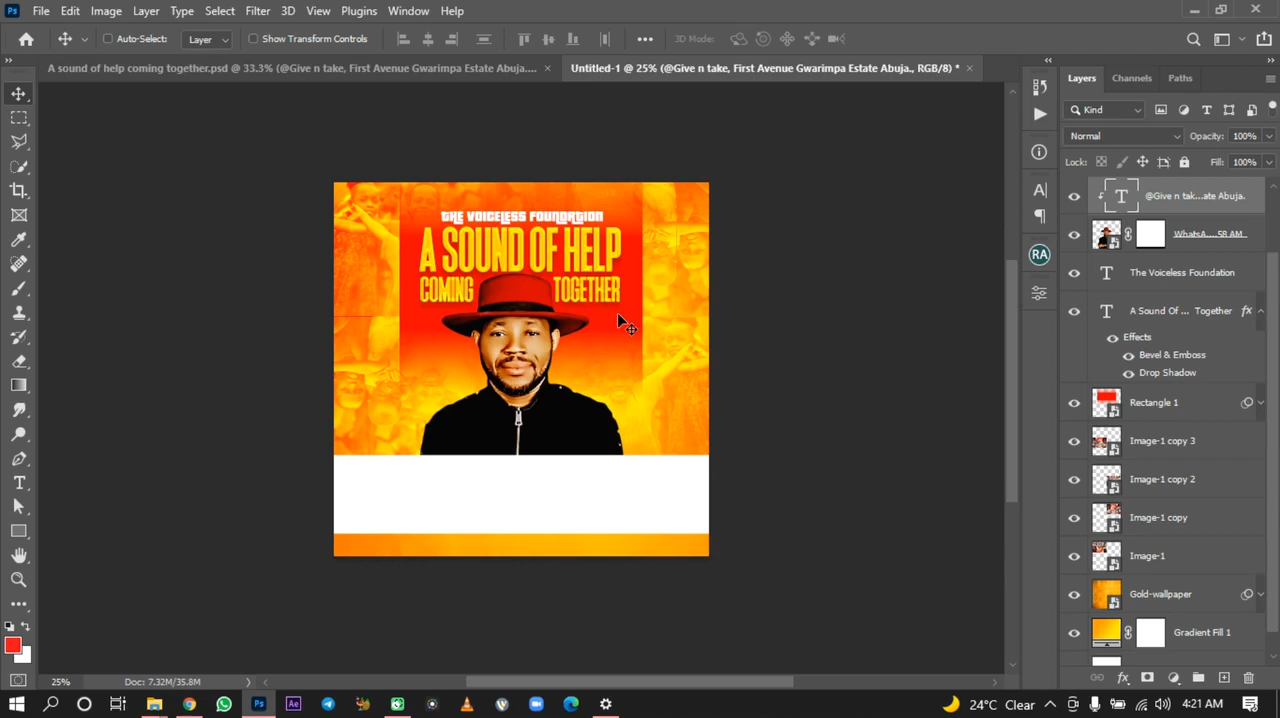 Ps File Edit Image Layer Type Select Filter 3D View Plugins Window Help
Auto-Select: Layer Show Transform Controls 3D Mode:
A sound of help coming together.psd @ 33.3% (@Give n take, First Avenue Gwarimpa Estate Abuja.... × Untitled-1 @ 25% (@Give n take, First Avenue Gwarimpa Estate Abuja., RGB/8) * ×
Layers Channels Paths
Kind
Normal Opacity: 100%
Lock: Fill: 100%
@Give n tak...ate Abuja.
WhatsA....58 AM
The Voiceless Foundation
A Sound Of ... Together fx
Effects
Bevel & Emboss
Drop Shadow
Rectangle 1
Image-1 copy 3
Image-1 copy 2
Image-1 copy
Image-1
Gold-wallpaper
Gradient Fill 1
RA
THE VOICELESS FOUNDATION
A SOUND OF HELP
COMING TOGETHER
25% Doc: 7.32M/35.8M
24°C Clear 4:21 AM